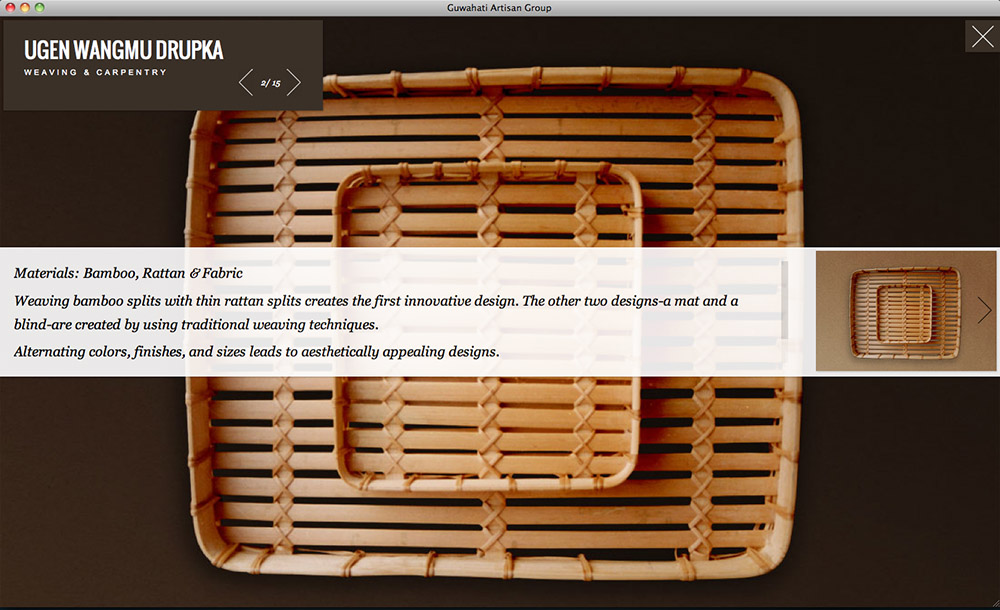 Guwahati Artisan Group
UGEN WANGMU DRUPKA
WEAVING & CARPENTRY
2/ 15
Materials: Bamboo, Rattan & Fabric
Weaving bamboo splits with thin rattan splits creates the first innovative design. The other two designs-a mat and a
blind-are created by using traditional weaving techniques.
Alternating colors, finishes, and sizes leads to aesthetically appealing designs.